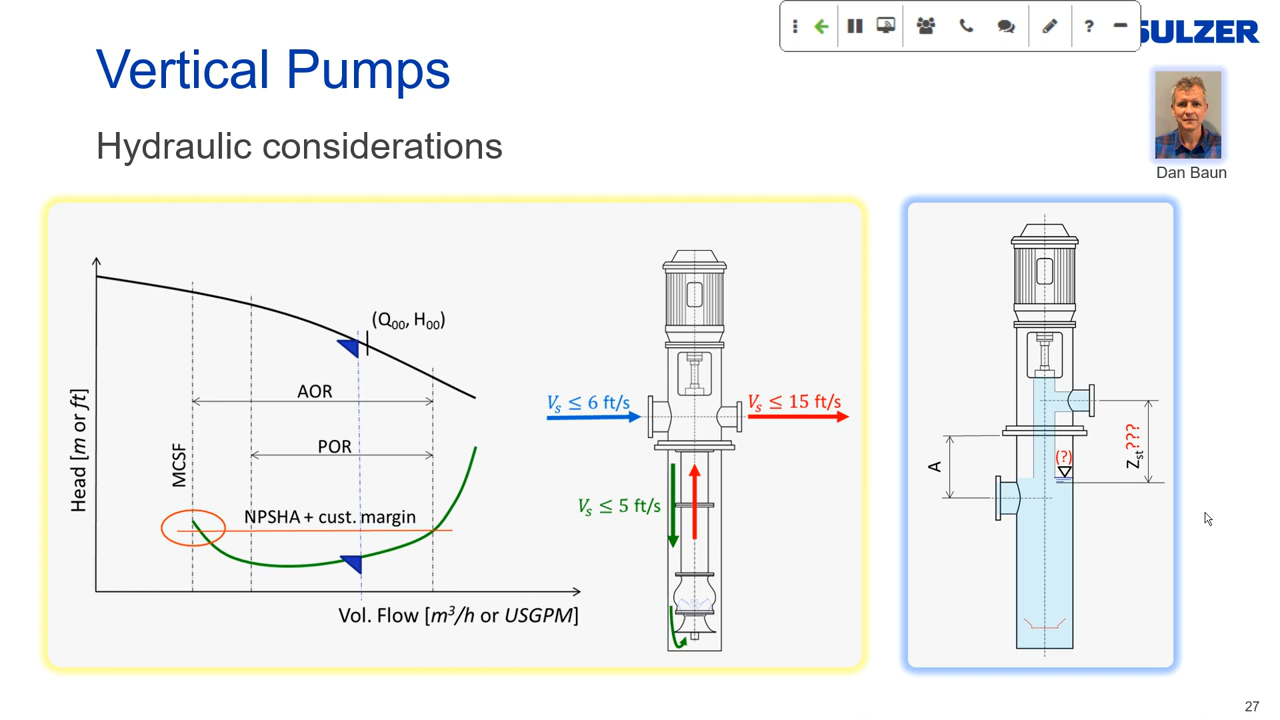 ?
SULZER
Vertical Pumps
Hydraulic considerations
Dan Baun
Head [m or ft]
(Q00, H00)
AOR
POR
MCSF
NPSHA + cust. margin
Vol. Flow [m³/h or USGPM]
Vs ≤ 6 ft/s
Vs ≤ 15 ft/s
Vs ≤ 5 ft/s
A
(?)
Zst???
27